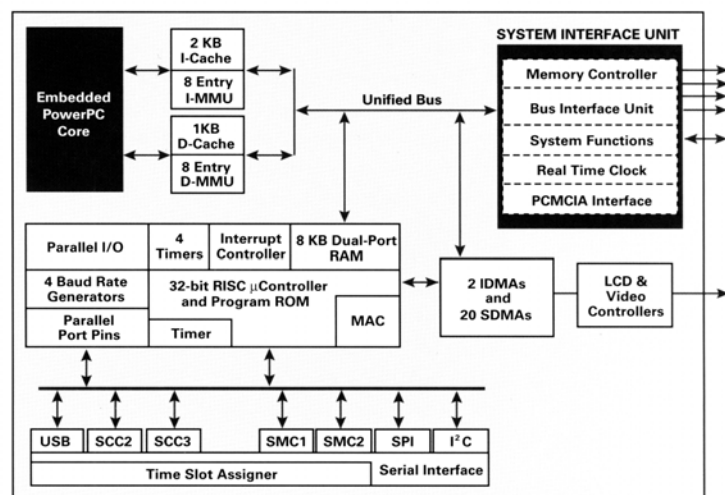 SYSTEM INTERFACE UNIT
Embedded
PowerPC
Core
2 KB
I-Cache
8 Entry
I-MMU
1KB
D-Cache
8 Entry
D-MMU
Unified Bus
Memory Controller
Bus Interface Unit
System Functions
Real Time Clock
PCMCIA Interface
Parallel I/O
4
Timers
Interrupt
Controller
8 KB Dual-Port
RAM
4 Baud Rate
Generators
Parallel
Port Pins
32-bit RISC µController
and Program ROM
Timer
MAC
2 IDMAs
and
20 SDMAs
LCD &
Video
Controllers
USB
SCC2
SCC3
SMC1
SMC2
SPI
I²C
Time Slot Assigner
Serial Interface